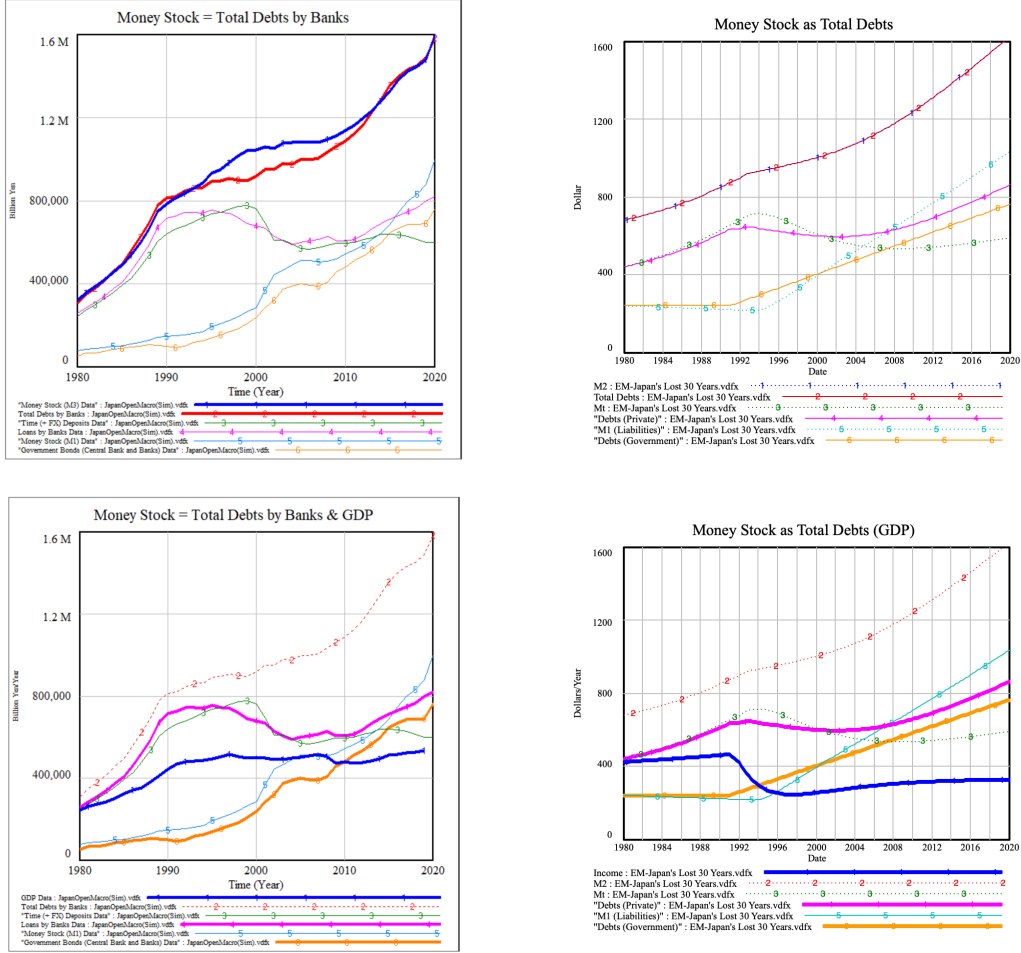 Money Stock = Total Debts by Banks
1.6 M
1.2 M
800,000
400,000
0
Billion Yen
1980 1990 2000 2010 2020
Time (Year)
"Money Stock (M3) Data" : JapanOpenMacro(Sim).vdfx
Total Debts by Banks : JapanOpenMacro(Sim).vdfx
"Time (+ FX) Deposits Data" : JapanOpenMacro(Sim).vdfx
Loans by Banks Data : JapanOpenMacro(Sim).vdfx
"Money Stock (M1) Data" : JapanOpenMacro(Sim).vdfx
"Government Bonds (Central Bank and Banks) Data" : JapanOpenMacro(Sim).vdfx
Money Stock as Total Debts
1600
1200
800
400
0
Dollar
1980 1984 1988 1992 1996 2000 2004 2008 2012 2016 2020
Date
M2 : EM-Japan's Lost 30 Years.vdfx
Total Debts : EM-Japan's Lost 30 Years.vdfx
Mt : EM-Japan's Lost 30 Years.vdfx
"Debts (Private)" : EM-Japan's Lost 30 Years.vdfx
"M1 (Liabilities)" : EM-Japan's Lost 30 Years.vdfx
"Debts (Government)" : EM-Japan's Lost 30 Years.vdfx
Money Stock = Total Debts by Banks & GDP
1.6 M
1.2 M
800,000
400,000
0
Billion Yen/Year
1980 1990 2000 2010 2020
Time (Year)
GDP Data : JapanOpenMacro(Sim).vdfx
Total Debts by Banks : JapanOpenMacro(Sim).vdfx
"Time (+ FX) Deposits Data" : JapanOpenMacro(Sim).vdfx
Loans by Banks Data : JapanOpenMacro(Sim).vdfx
"Money Stock (M1) Data" : JapanOpenMacro(Sim).vdfx
"Government Bonds (Central Bank and Banks) Data" : JapanOpenMacro(Sim).vdfx
Money Stock as Total Debts (GDP)
1600
1200
800
400
0
Dollars/Year
1980 1984 1988 1992 1996 2000 2004 2008 2012 2016 2020
Date
Income : EM-Japan's Lost 30 Years.vdfx
M2 : EM-Japan's Lost 30 Years.vdfx
Mt : EM-Japan's Lost 30 Years.vdfx
"Debts (Private)" : EM-Japan's Lost 30 Years.vdfx
"M1 (Liabilities)" : EM-Japan's Lost 30 Years.vdfx
"Debts (Government)" : EM-Japan's Lost 30 Years.vdfx